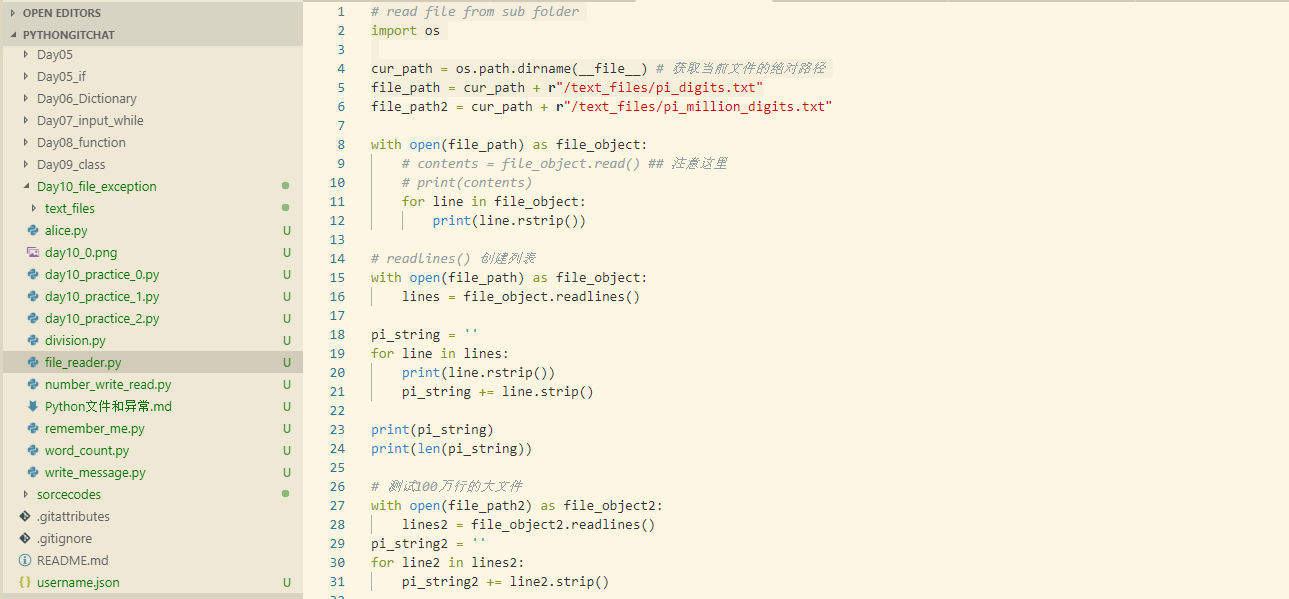 OPEN EDITORS
PYTHONGITCHAT
Day05
Day05_if
Day06_Dictionary
Day07_input_while
Day08_function
Day09_class
Day10_file_exception
text_files
alice.py U
day10_0.png U
day10_practice_0.py U
day10_practice_1.py U
day10_practice_2.py U
division.py U
file_reader.py U
number_write_read.py U
Python文件和异常.md U
remember_me.py U
word_count.py U
write_message.py U
sorcecodes
.gitattributes
.gitignore
README.md
{} username.json U
1 # read file from sub folder
2 import os
3
4 cur_path = os.path.dirname(__file__) # 获取当前文件的绝对路径
5 file_path = cur_path + r"/text_files/pi_digits.txt"
6 file_path2 = cur_path + r"/text_files/pi_million_digits.txt"
7
8 with open(file_path) as file_object:
9     # contents = file_object.read() ## 注意这里
10     # print(contents)
11     for line in file_object:
12         print(line.rstrip())
13
14 # readlines() 创建列表
15 with open(file_path) as file_object:
16     lines = file_object.readlines()
17
18 pi_string = ''
19 for line in lines:
20     print(line.rstrip())
21     pi_string += line.strip()
22
23 print(pi_string)
24 print(len(pi_string))
25
26 # 测试100万行的大文件
27 with open(file_path2) as file_object2:
28     lines2 = file_object2.readlines()
29 pi_string2 = ''
30 for line2 in lines2:
31     pi_string2 += line2.strip()